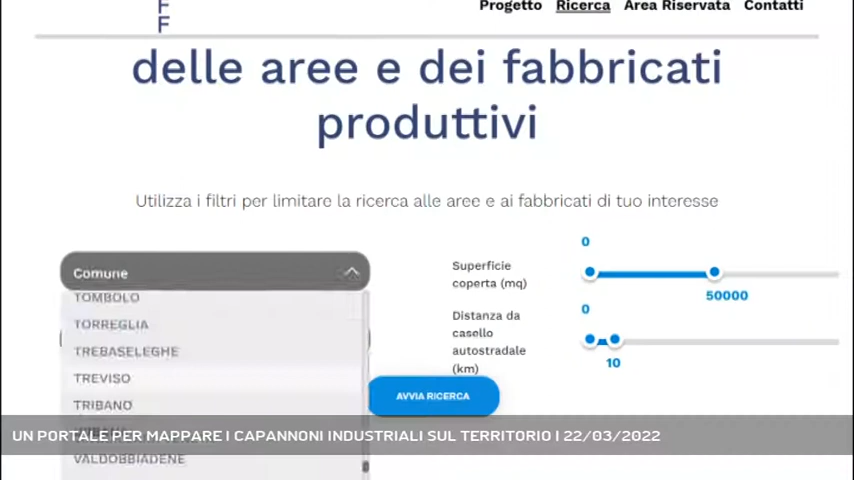 F
F
Progetto Ricerca Area Riservata Contatti
delle aree e dei fabbricati
produttivi
Utilizza i filtri per limitare la ricerca alle aree e ai fabbricati di tuo interesse
Comune
TOMBOLO
TORREGLIA
TREBASELEGHE
TREVISO
TRIBANO
VALDOBBIADENE
Superficie
coperta (mq)
0
50000
Distanza da
casello
autostradale
(km)
0
10
AVVIA RICERCA
UN PORTALE PER MAPPARE I CAPANNONI INDUSTRIALI SUL TERRITORIO | 22/03/2022